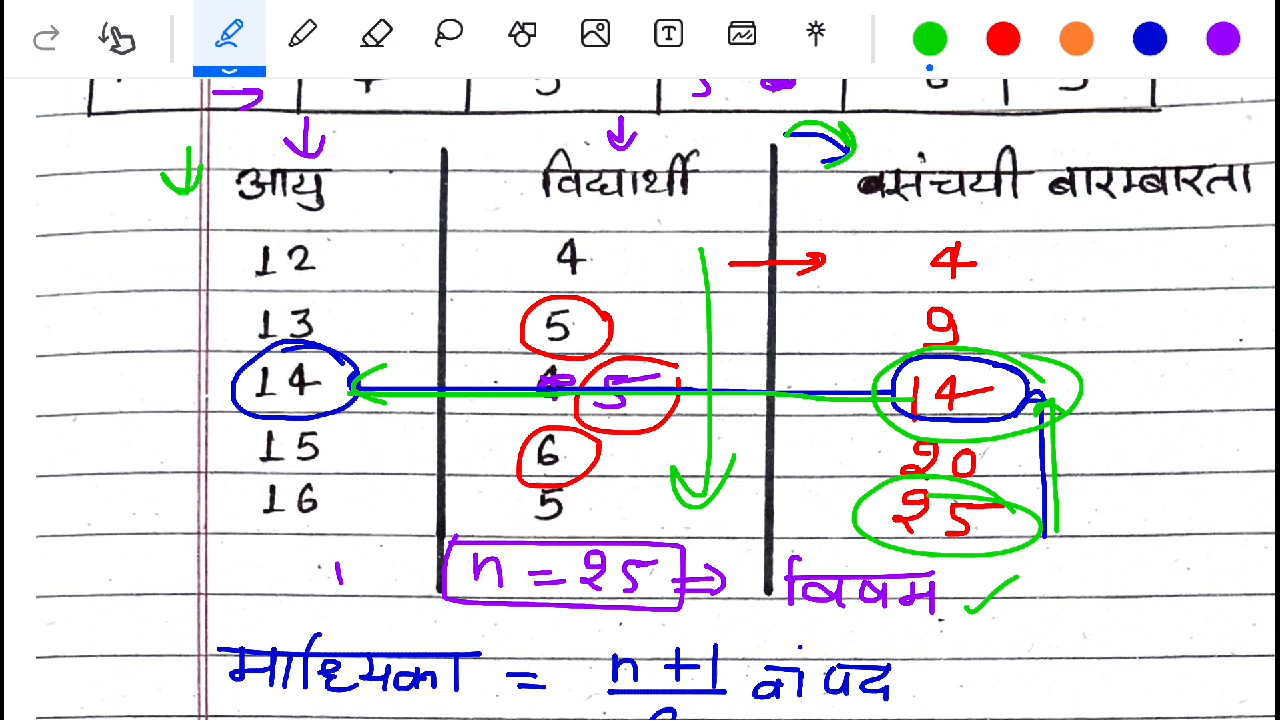 आयु विद्यार्थी संचयी बारम्बारता
12 4 4
13 5 9
14 5 14
15 6 20
16 5 25
n = 25 ⇒ विषम ✓
माध्यिका = n+1 वां पद